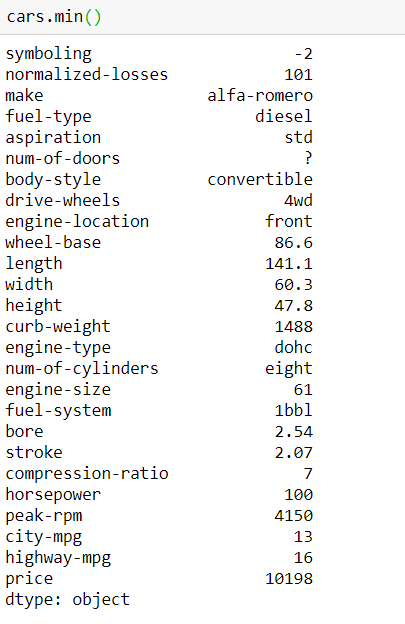 cars.min()
symboling -2
normalized-losses 101
make alfa-romero
fuel-type diesel
aspiration std
num-of-doors ?
body-style convertible
drive-wheels 4wd
engine-location front
wheel-base 86.6
length 141.1
width 60.3
height 47.8
curb-weight 1488
engine-type dohc
num-of-cylinders eight
engine-size 61
fuel-system 1bbl
bore 2.54
stroke 2.07
compression-ratio 7
horsepower 100
peak-rpm 4150
city-mpg 13
highway-mpg 16
price 10198
dtype: object